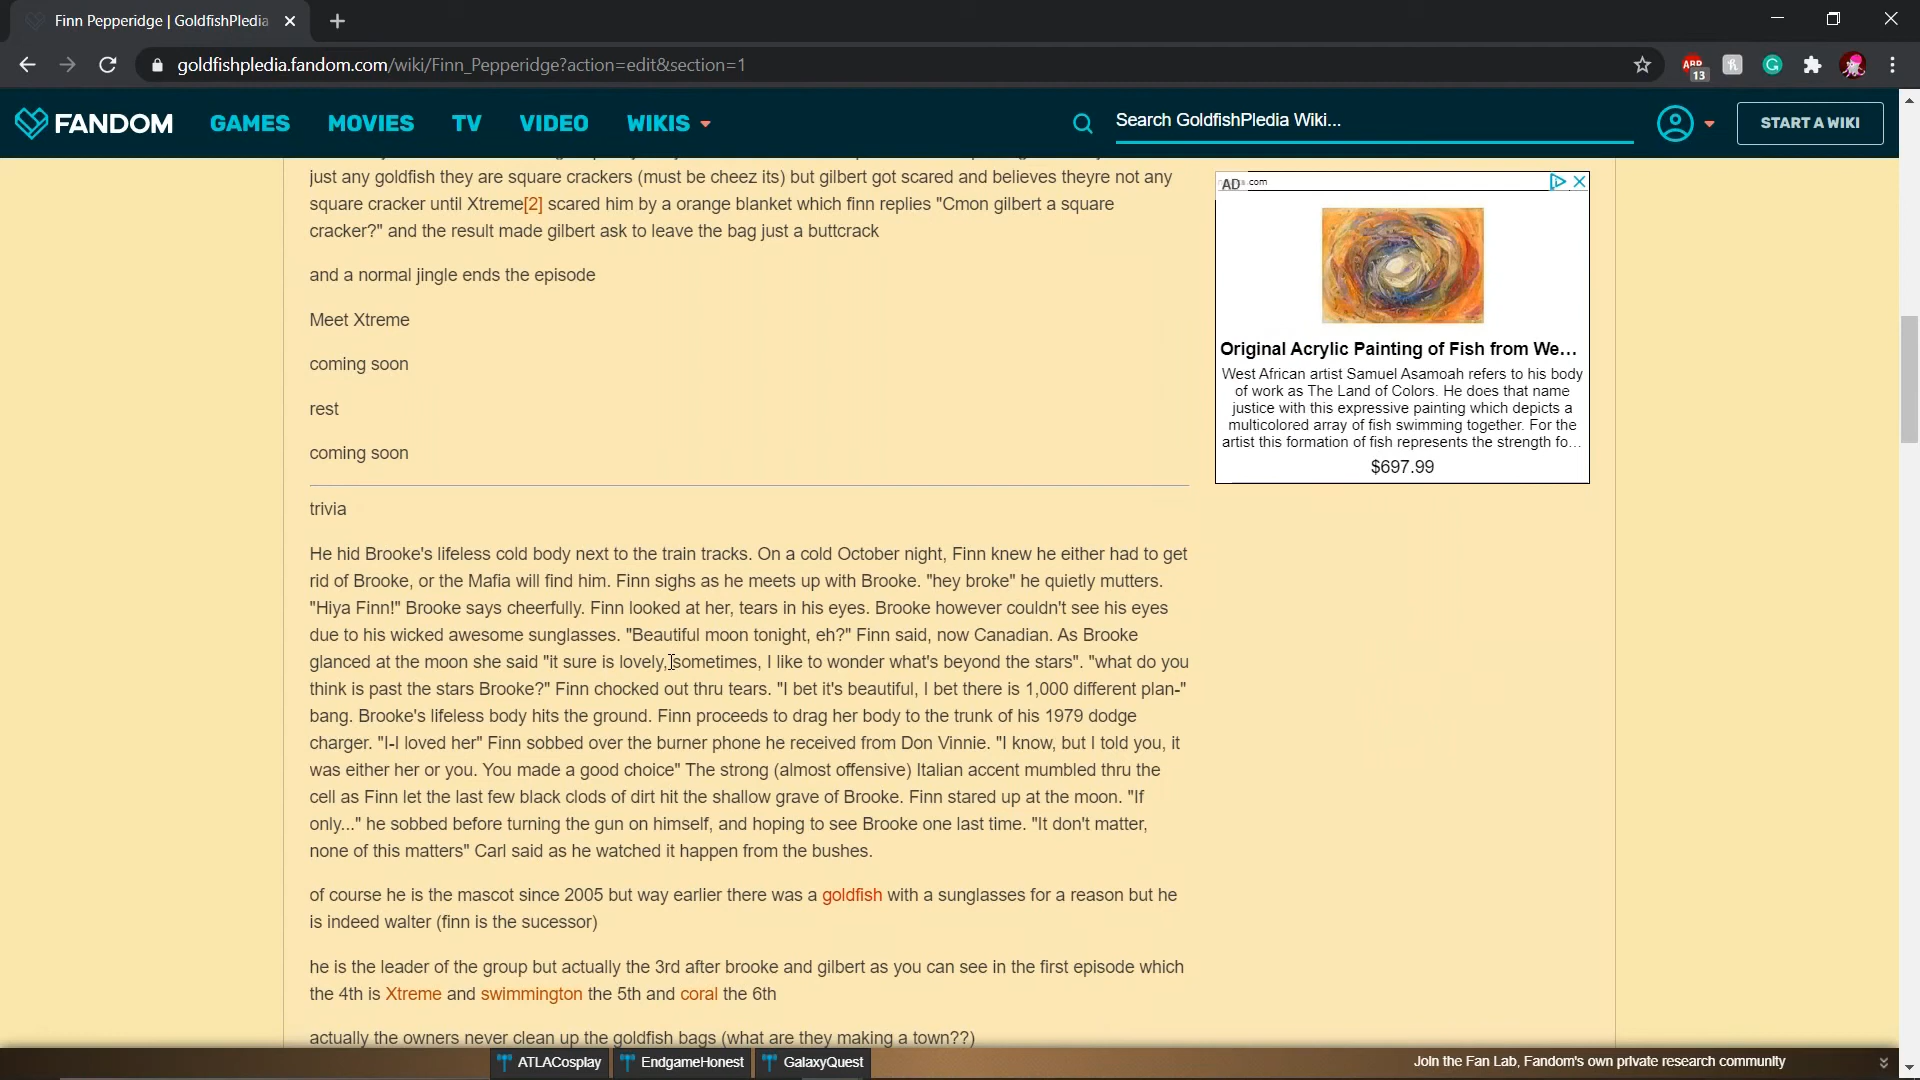 Finn Pepperidge | GoldfishPledia
goldfishpledia.fandom.com/wiki/Finn_Pepperidge?action=edit&section=1
ABP
13
FANDOM
GAMES
MOVIES
TV
VIDEO
WIKIS
Search GoldfishPledia Wiki...
START A WIKI
just any goldfish they are square crackers (must be cheez its) but gilbert got scared and believes theyre not any
square cracker until Xtreme[2] scared him by a orange blanket which finn replies "Cmon gilbert a square
cracker?" and the result made gilbert ask to leave the bag just a buttcrack
and a normal jingle ends the episode
Meet Xtreme
coming soon
rest
coming soon
trivia
He hid Brooke's lifeless cold body next to the train tracks. On a cold October night, Finn knew he either had to get
rid of Brooke, or the Mafia will find him. Finn sighs as he meets up with Brooke. "hey broke" he quietly mutters.
"Hiya Finn!" Brooke says cheerfully. Finn looked at her, tears in his eyes. Brooke however couldn't see his eyes
due to his wicked awesome sunglasses. "Beautiful moon tonight, eh?" Finn said, now Canadian. As Brooke
glanced at the moon she said "it sure is lovely, sometimes, I like to wonder what's beyond the stars". "what do you
think is past the stars Brooke?" Finn chocked out thru tears. "I bet it's beautiful, I bet there is 1,000 different plan-"
bang. Brooke's lifeless body hits the ground. Finn proceeds to drag her body to the trunk of his 1979 dodge
charger. "I-I loved her" Finn sobbed over the burner phone he received from Don Vinnie. "I know, but I told you, it
was either her or you. You made a good choice" The strong (almost offensive) Italian accent mumbled thru the
cell as Finn let the last few black clods of dirt hit the shallow grave of Brooke. Finn stared up at the moon. "If
only..." he sobbed before turning the gun on himself, and hoping to see Brooke one last time. "It don't matter,
none of this matters" Carl said as he watched it happen from the bushes.
of course he is the mascot since 2005 but way earlier there was a goldfish with a sunglasses for a reason but he
is indeed walter (finn is the sucessor)
he is the leader of the group but actually the 3rd after brooke and gilbert as you can see in the first episode which
the 4th is Xtreme and swimmington the 5th and coral the 6th
actually the owners never clean up the goldfish bags (what are they making a town??)
AD
.com
Original Acrylic Painting of Fish from We...
West African artist Samuel Asamoah refers to his body
of work as The Land of Colors. He does that name
justice with this expressive painting which depicts a
multicolored array of fish swimming together. For the
artist this formation of fish represents the strength fo...
$697.99
ATLACosplay
EndgameHonest
GalaxyQuest
Join the Fan Lab, Fandom's own private research community